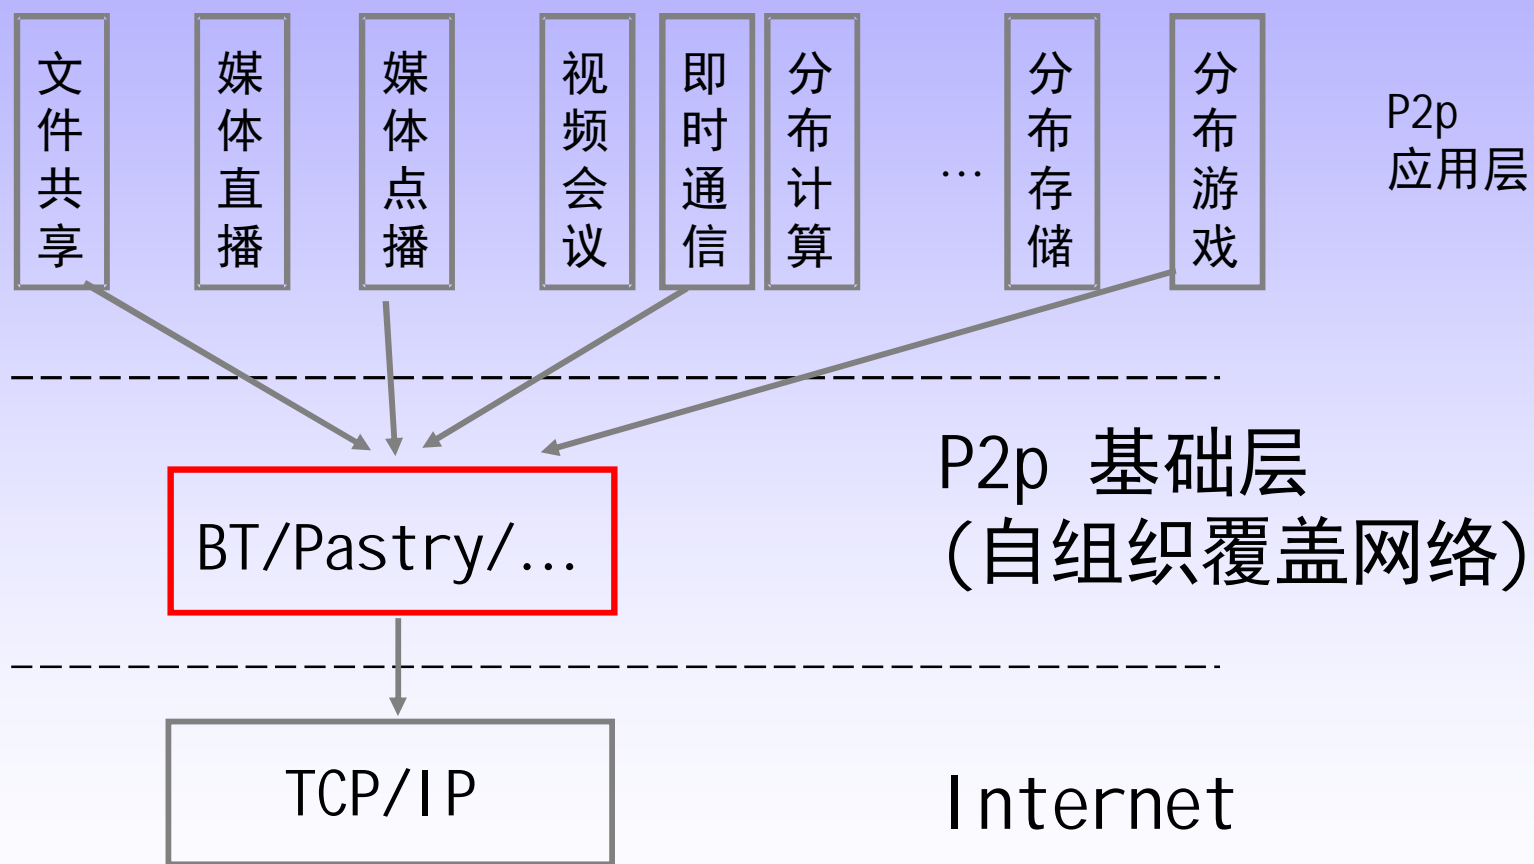 文件共享
媒体直播
媒体点播
视频会议
即时通信
分布计算
…
分布存储
分布游戏
P2p
应用层
P2p 基础层
(自组织覆盖网络)
BT/Pastry/...
TCP/IP
Internet